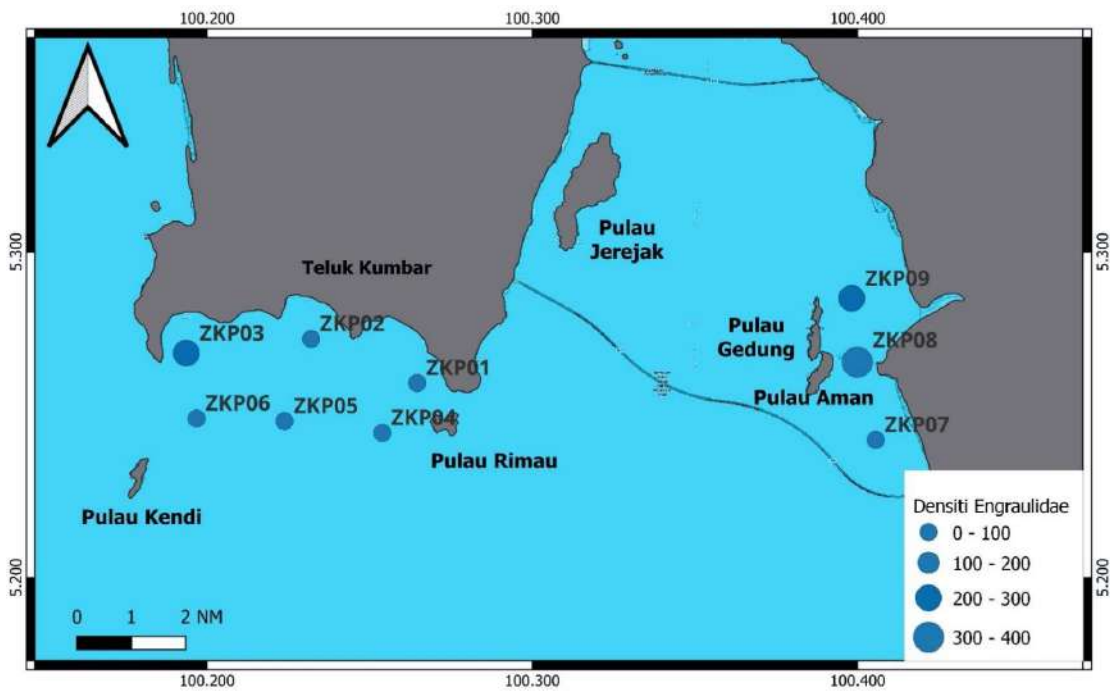 100.200 100.300 100.400
5.300
5.300
Pulau
Jerejak
Teluk Kumbar
ZKP09
ZKP03
ZKP02
Pulau
Gedung
ZKP08
ZKP01
Pulau Aman
ZKP06
ZKP05
ZKP04
ZKP07
Pulau Rimau
Pulau Kendi
Densiti Engraulidae
0 - 100
100 - 200
200 - 300
300 - 400
5.200
5.200
0 1 2 NM
100.200 100.300 100.400